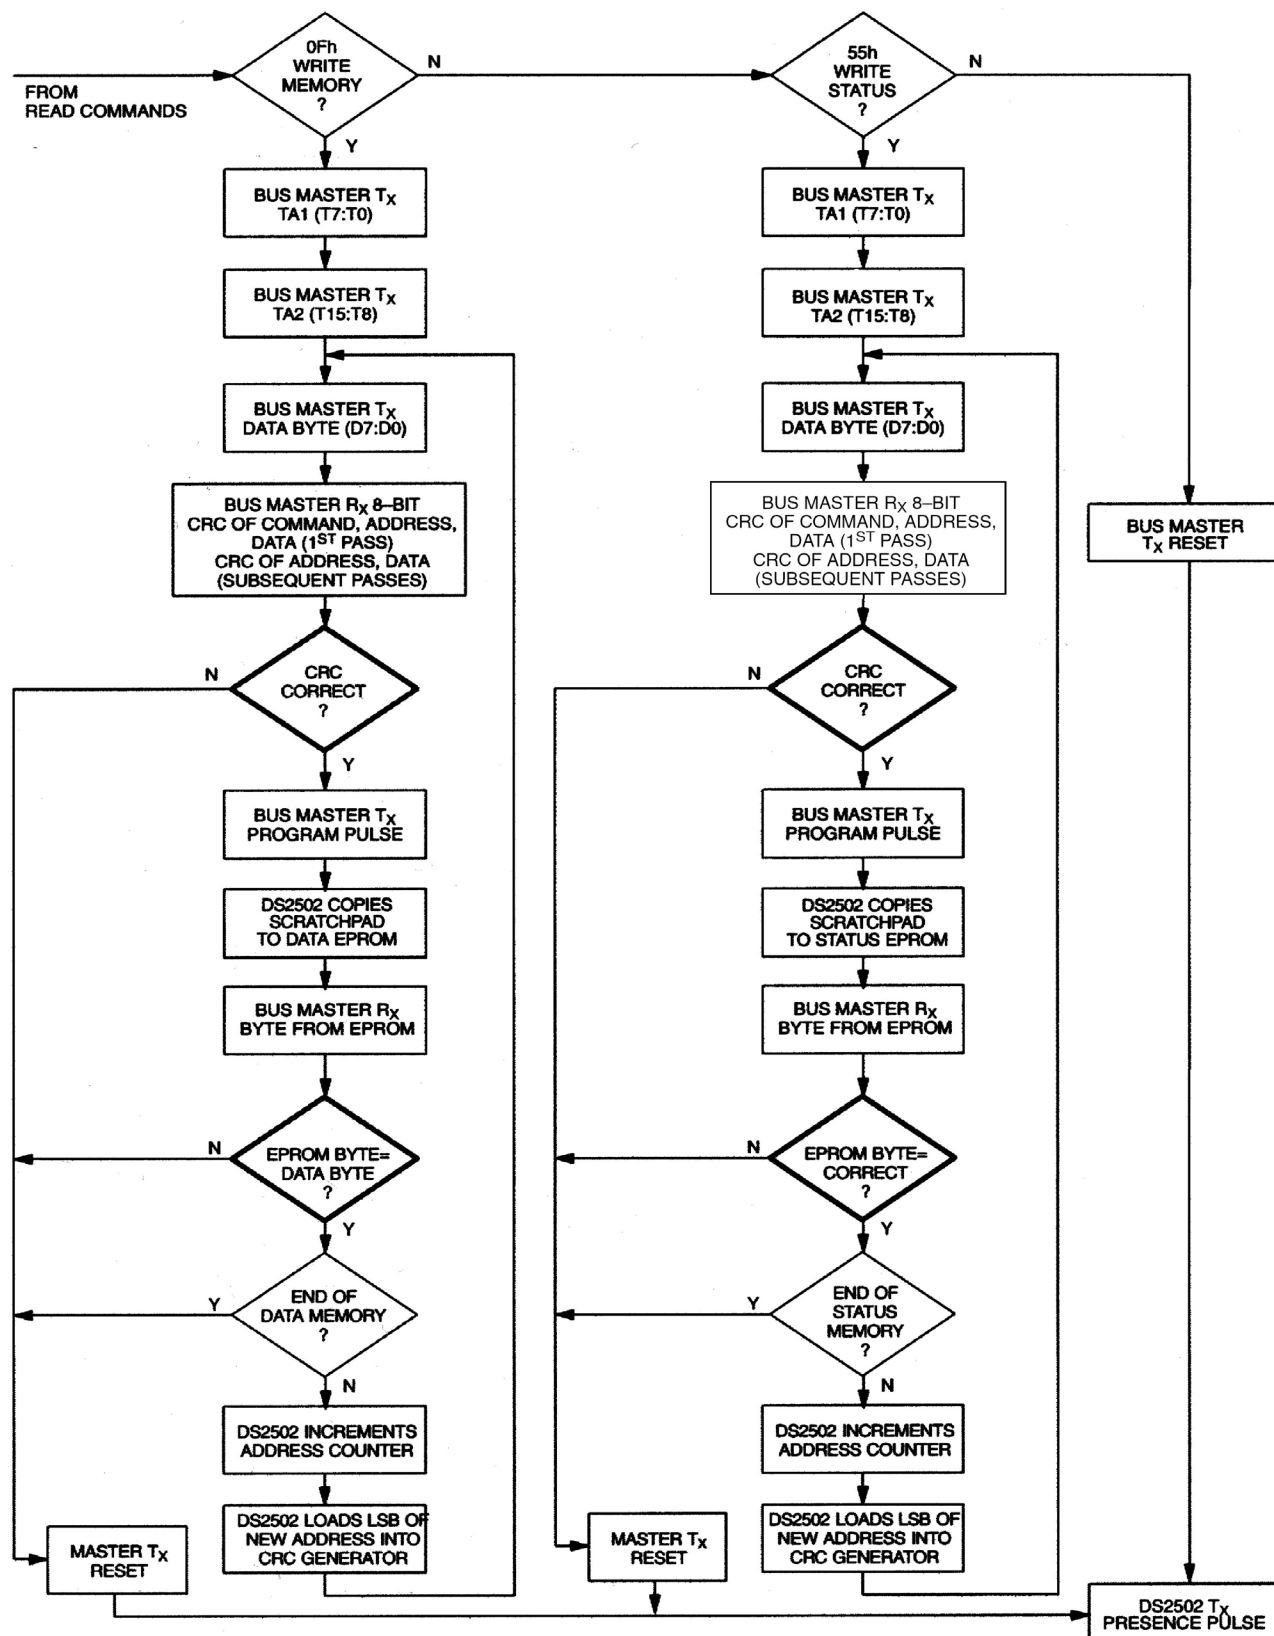 0Fh
WRITE
MEMORY
?
N
55h
WRITE
STATUS
?
N
FROM
READ COMMANDS
Y
Y
BUS MASTER TX
TA1 (T7:T0)
BUS MASTER TX
TA1 (T7:T0)
BUS MASTER TX
TA2 (T15:T8)
BUS MASTER TX
TA2 (T15:T8)
BUS MASTER TX
DATA BYTE (D7:D0)
BUS MASTER TX
DATA BYTE (D7:D0)
BUS MASTER RX 8–BIT
CRC OF COMMAND, ADDRESS,
DATA (1ST PASS)
CRC OF ADDRESS, DATA
(SUBSEQUENT PASSES)
BUS MASTER RX 8–BIT
CRC OF COMMAND, ADDRESS,
DATA (1ST PASS)
CRC OF ADDRESS, DATA
(SUBSEQUENT PASSES)
BUS MASTER
TX RESET
N
CRC
CORRECT
?
Y
N
CRC
CORRECT
?
Y
BUS MASTER TX
PROGRAM PULSE
BUS MASTER TX
PROGRAM PULSE
DS2502 COPIES
SCRATCHPAD
TO DATA EPROM
DS2502 COPIES
SCRATCHPAD
TO STATUS EPROM
BUS MASTER RX
BYTE FROM EPROM
BUS MASTER RX
BYTE FROM EPROM
N
EPROM BYTE=
DATA BYTE
?
Y
N
EPROM BYTE=
CORRECT
?
Y
Y
END OF
DATA MEMORY
?
N
Y
END OF
STATUS
MEMORY
?
N
DS2502 INCREMENTS
ADDRESS COUNTER
DS2502 INCREMENTS
ADDRESS COUNTER
DS2502 LOADS LSB OF
NEW ADDRESS INTO
CRC GENERATOR
DS2502 LOADS LSB OF
NEW ADDRESS INTO
CRC GENERATOR
MASTER TX
RESET
MASTER TX
RESET
DS2502 TX
PRESENCE PULSE